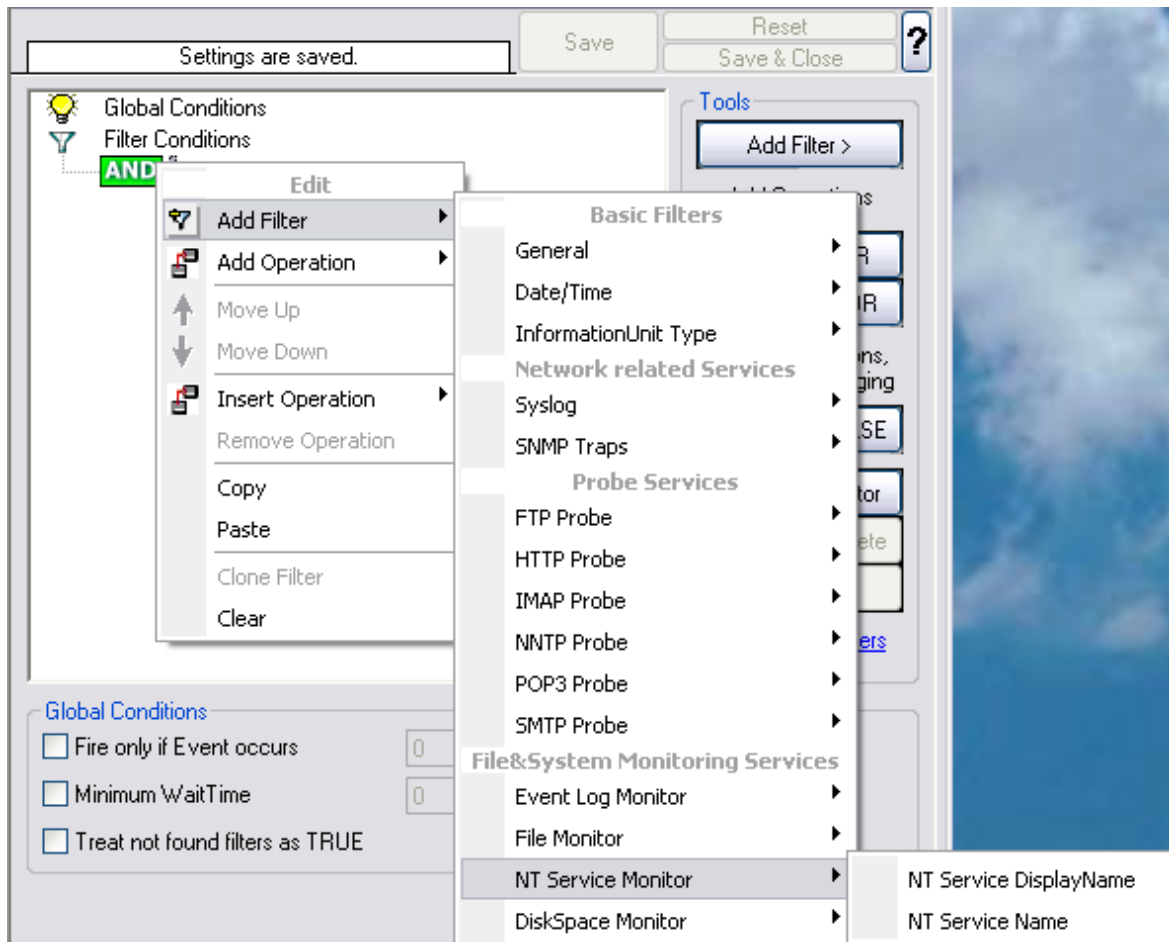 Settings are saved.
Save
Reset
Save & Close
?
Global Conditions
Filter Conditions
AND
Tools
Add Filter >
Edit
Add Filter
Add Operation
Move Up
Move Down
Insert Operation
Remove Operation
Copy
Paste
Clone Filter
Clear
Basic Filters
General
Date/Time
InformationUnit Type
Network related Services
Syslog
SNMP Traps
Probe Services
FTP Probe
HTTP Probe
IMAP Probe
NNTP Probe
POP3 Probe
SMTP Probe
File&System Monitoring Services
Event Log Monitor
File Monitor
NT Service Monitor
DiskSpace Monitor
NT Service DisplayName
NT Service Name
Global Conditions
Fire only if Event occurs
0
Minimum WaitTime
0
Treat not found filters as TRUE